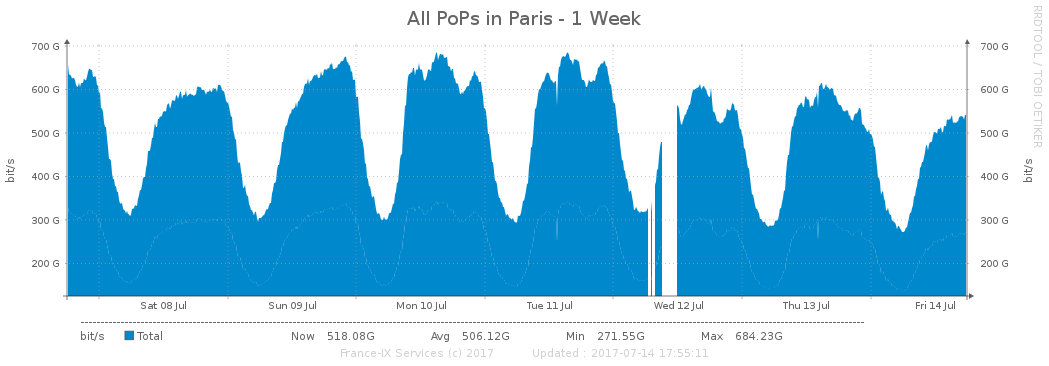 All PoPs in Paris - 1 Week
RRDTOOL / TOBI OETIKER
700 G 700 G
600 G 600 G
500 G 500 G
400 G 400 G
300 G 300 G
200 G 200 G
bit/s
bit/s
Sat 08 Jul Sun 09 Jul Mon 10 Jul Tue 11 Jul Wed 12 Jul Thu 13 Jul Fri 14 Jul
bit/s Total Now 518.08G Avg 506.12G Min 271.55G Max 684.23G
France-IX Services (c) 2017 Updated : 2017-07-14 17:55:11